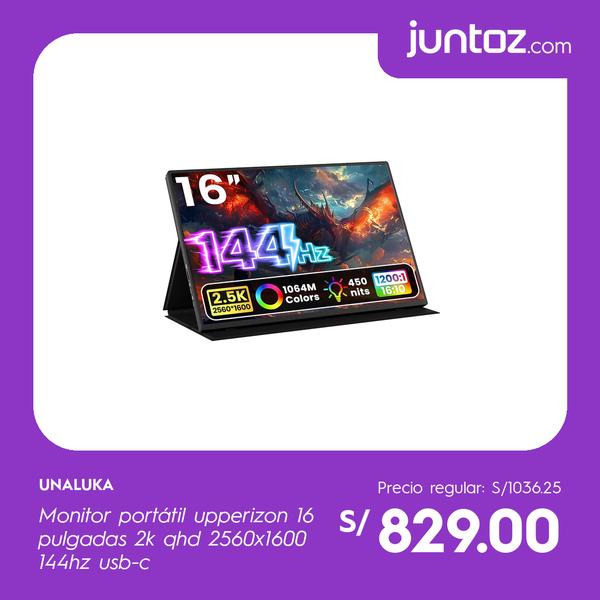 juntoz.com
16”
144Hz
2.5K
2560*1600
1064M
Colors
450
nits
1200:1
16:10
UNALUKA
Precio regular: S/1036.25
Monitor portátil upperizon 16
pulgadas 2k qhd 2560x1600
144hz usb-c
S/ 829.00